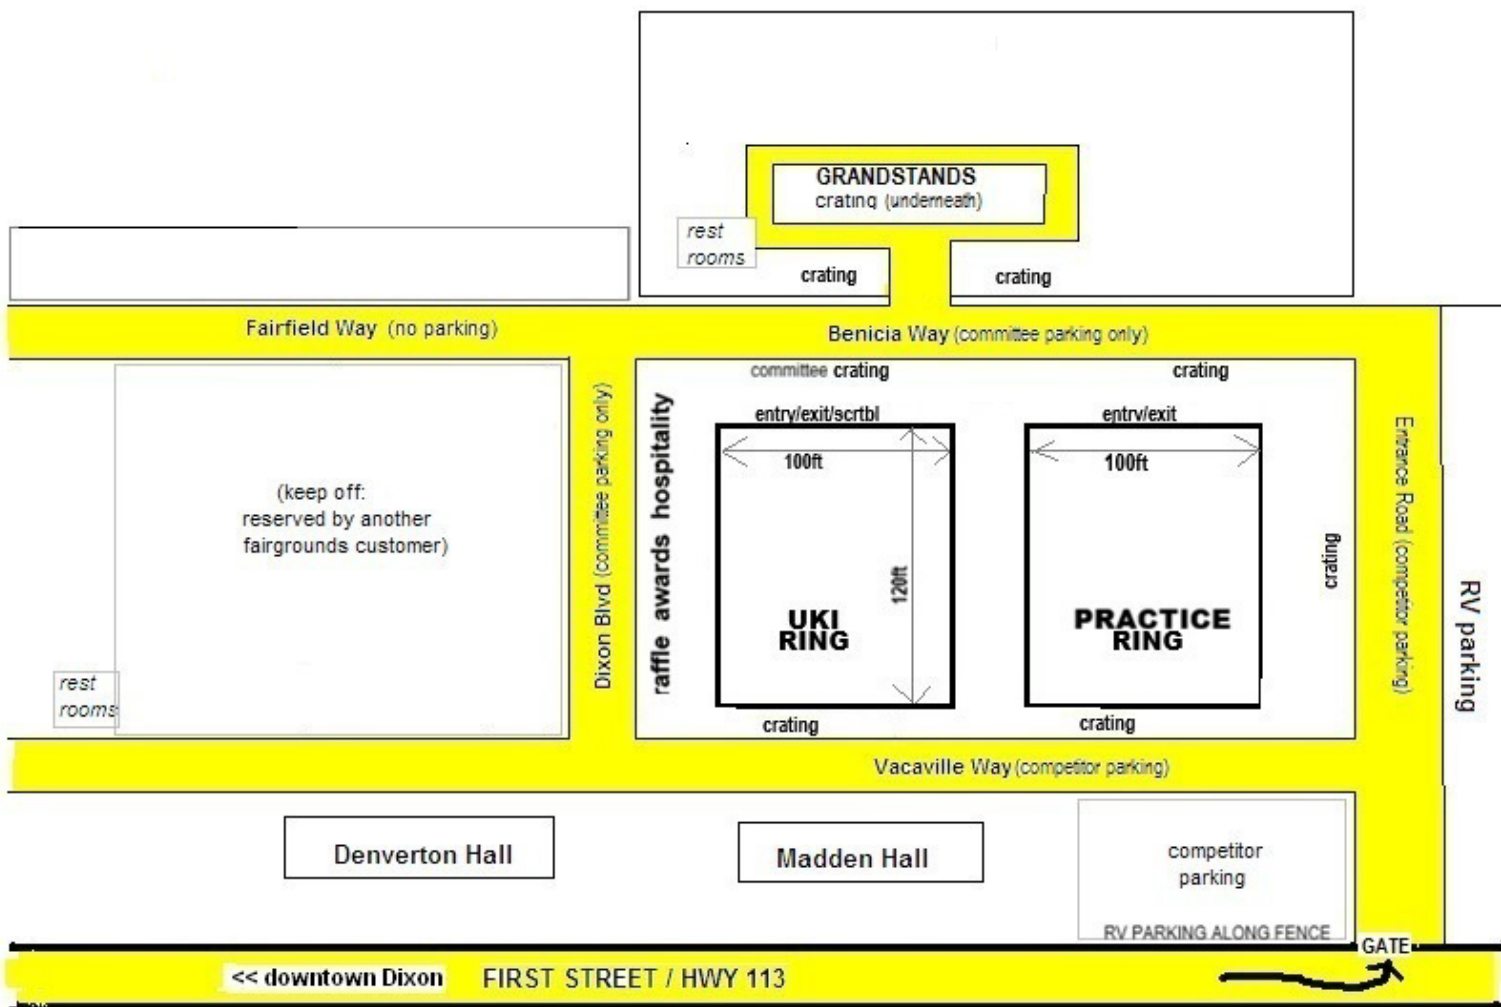 GRANDSTANDS
crating (underneath)
rest
rooms
crating
crating
Fairfield Way (no parking)
Benicia Way (committee parking only)
committee crating
crating
entry/exit/scrtbl
entry/exit
100ft
100ft
(keep off:
reserved by another
fairgrounds customer)
Dixon Blvd (committee parking only)
raffle awards hospitality
120ft
UKI
RING
PRACTICE
RING
crating
Entrance Road (competitor parking)
RV parking
rest
rooms
crating
crating
Vacaville Way (competitor parking)
Denverton Hall
Madden Hall
competitor
parking
RV PARKING ALONG FENCE
GATE
<< downtown Dixon FIRST STREET / HWY 113